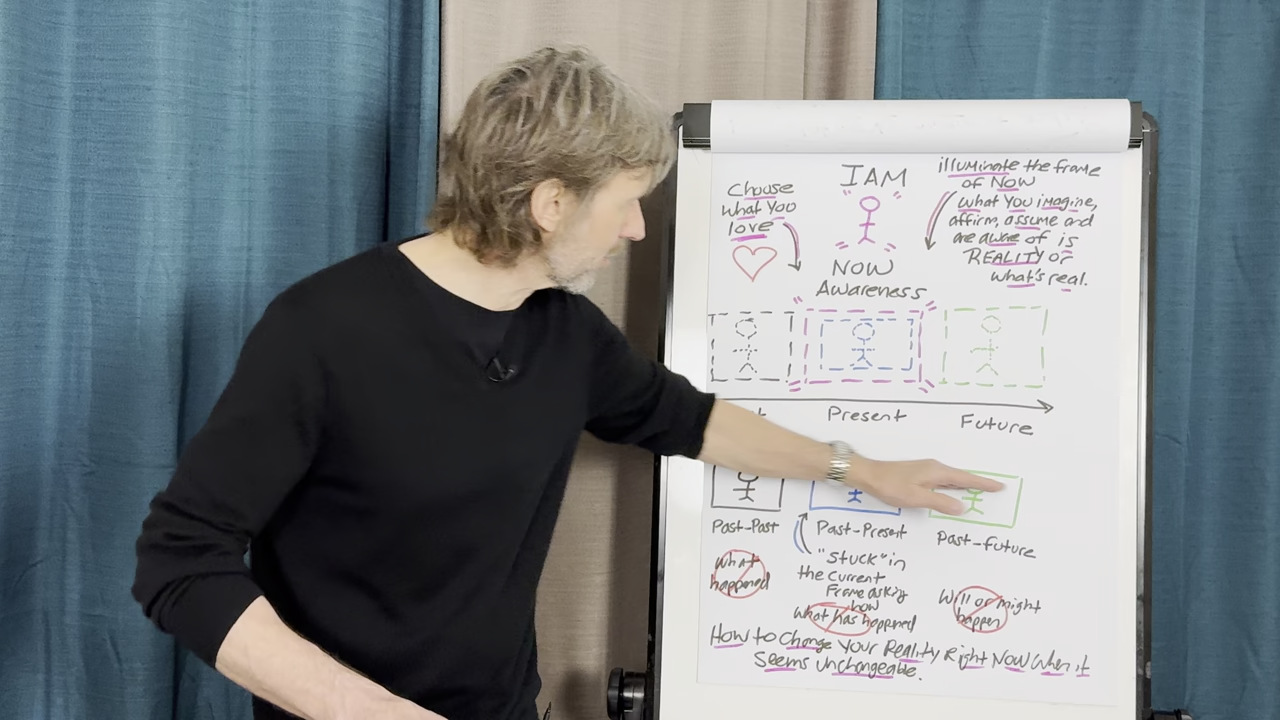 Choose
what you
love
I AM
NOW
Awareness
illuminate the frame
of NOW
what you imagine,
affirm, assume and
are aware of is
REALITY or
what's real.
Present
Future
Past-Past
Past-Present
Past-Future
what
happened
"Stuck" in
the current
Frame asking
how
what has happened
Will or might
happen
How to Change Your Reality Right NOW when it
Seems Unchangeable.